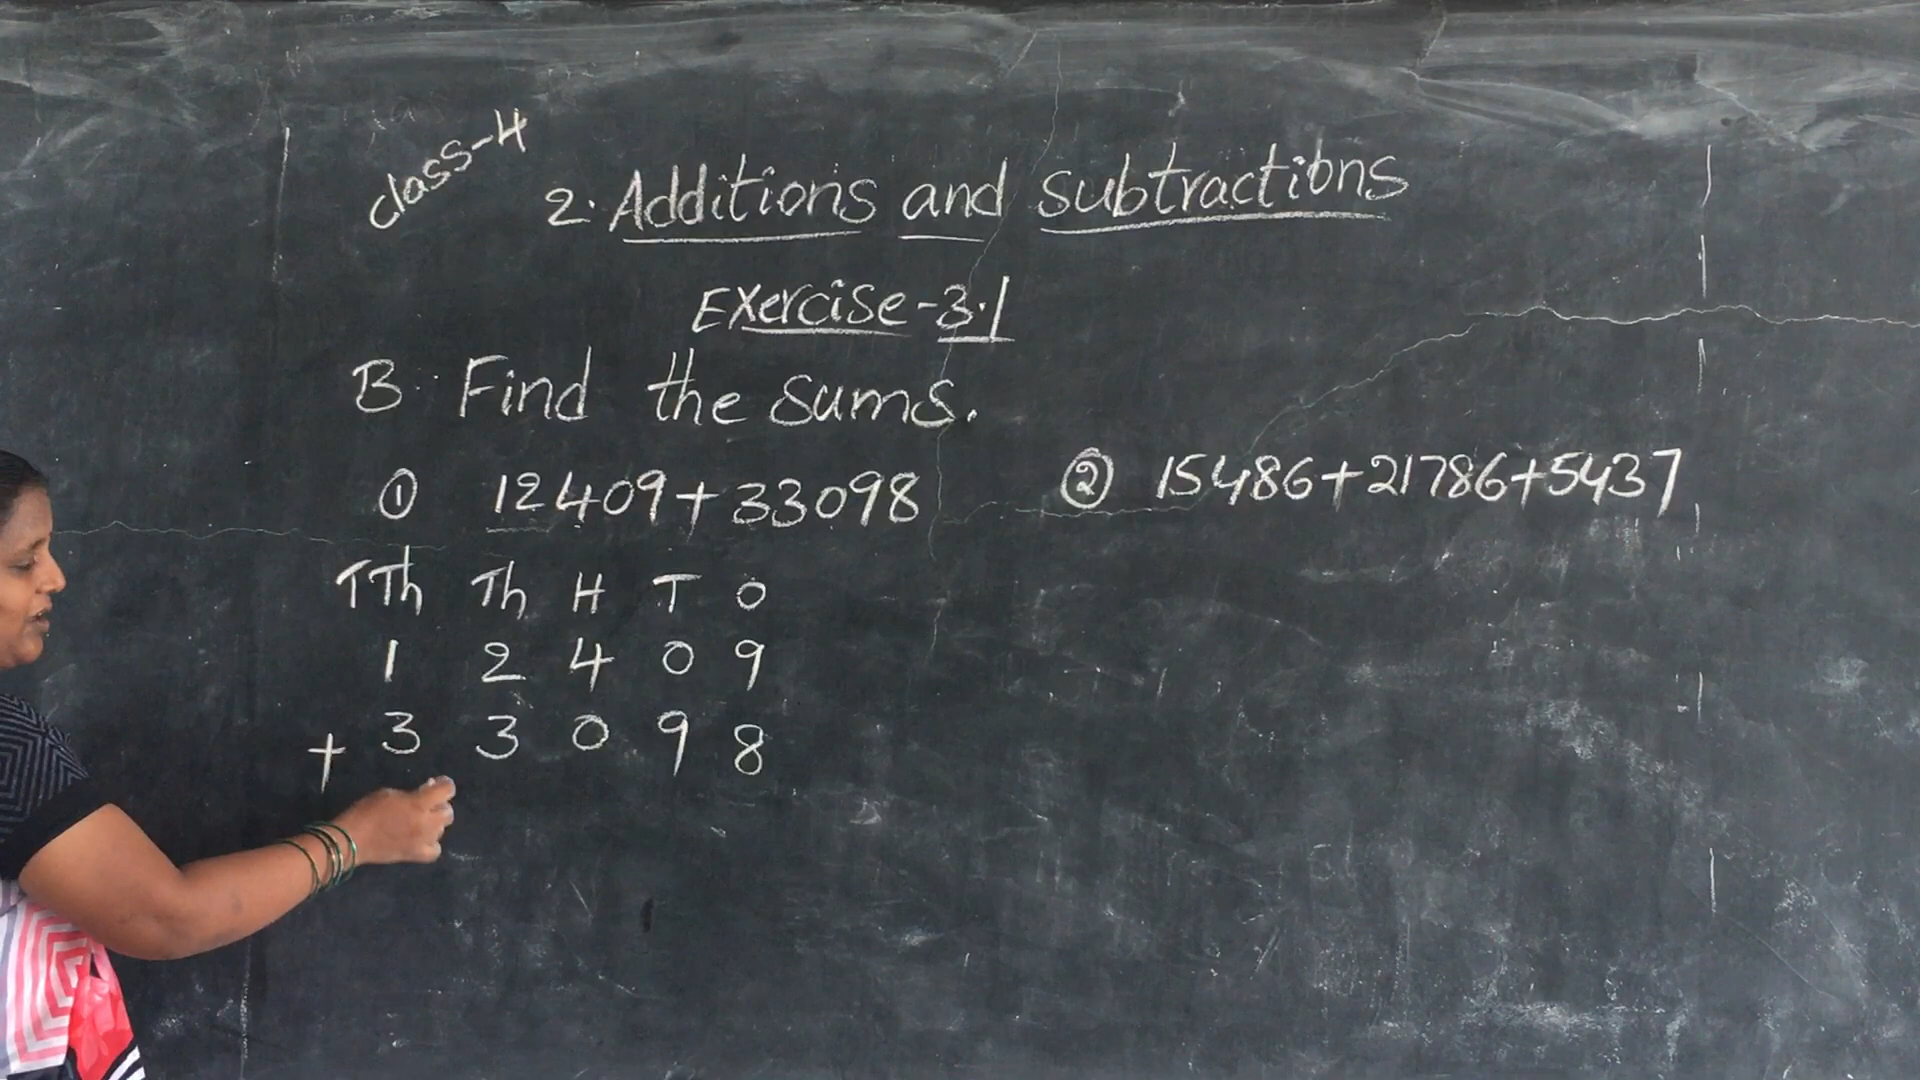 class-4
2. Additions and subtractions
Exercise-3.1
B. Find the sums.
① 12409+33098
② 15486+21786+5437
TTh Th H T O
1 2 4 0 9
+ 3 3 0 9 8